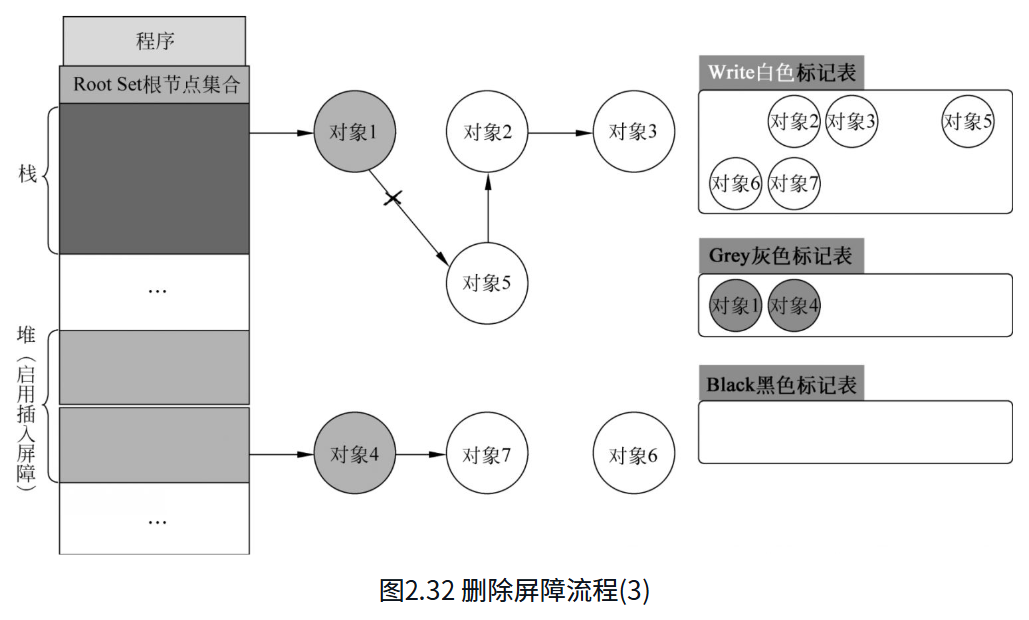 程序
Root Set根节点集合
栈
…
堆（启用插入屏障）
…
对象1
对象2
对象3
对象5
对象4
对象7
对象6
Write白色标记表
对象2 对象3 对象5
对象6 对象7
Grey灰色标记表
对象1 对象4
Black黑色标记表
图2.32 删除屏障流程(3)